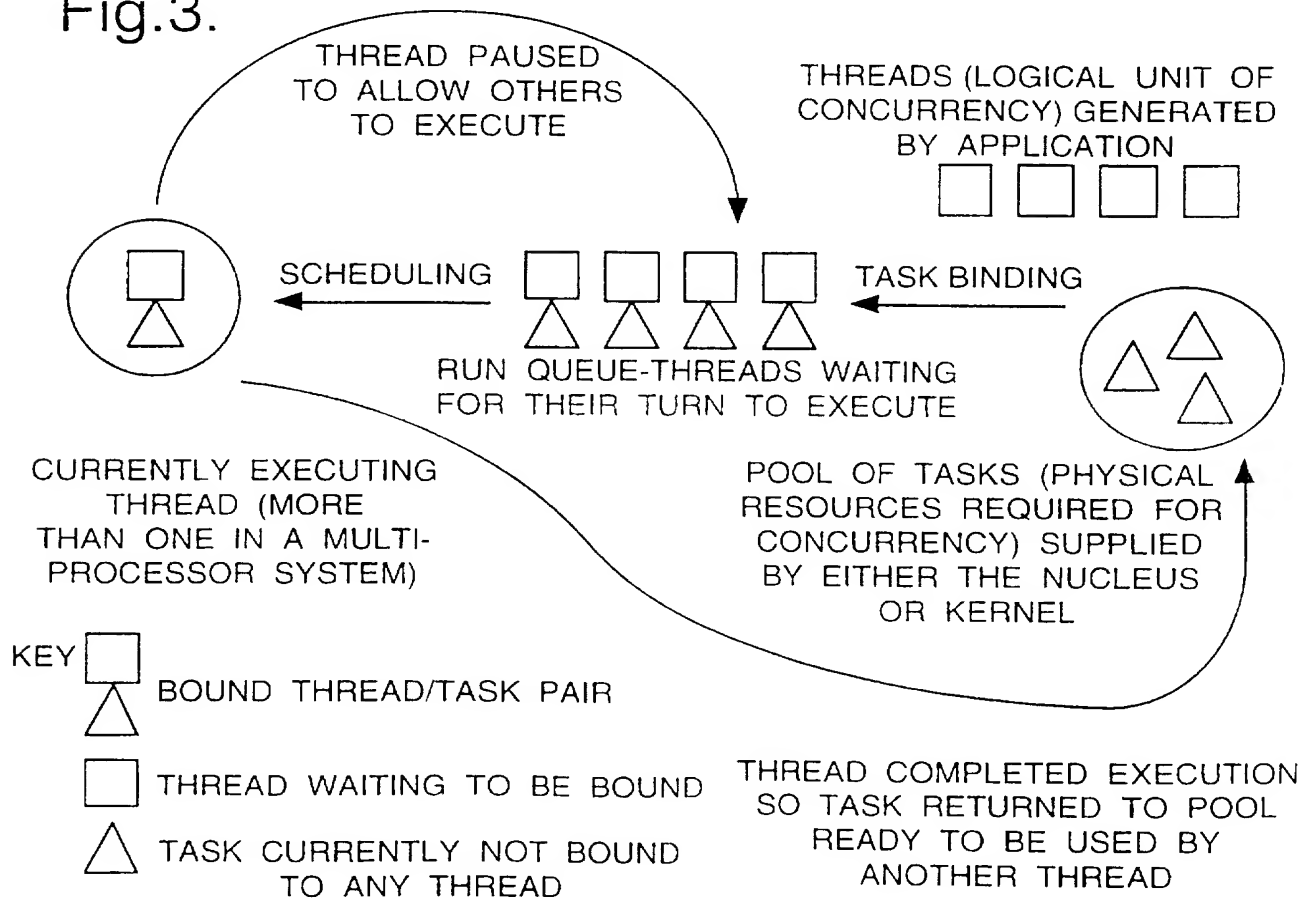 Fig.3.
THREAD PAUSED
TO ALLOW OTHERS
TO EXECUTE
THREADS (LOGICAL UNIT OF
CONCURRENCY) GENERATED
BY APPLICATION
SCHEDULING
TASK BINDING
RUN QUEUE-THREADS WAITING
FOR THEIR TURN TO EXECUTE
CURRENTLY EXECUTING
THREAD (MORE
THAN ONE IN A MULTI-
PROCESSOR SYSTEM)
POOL OF TASKS (PHYSICAL
RESOURCES REQUIRED FOR
CONCURRENCY) SUPPLIED
BY EITHER THE NUCLEUS
OR KERNEL
KEY
BOUND THREAD/TASK PAIR
THREAD WAITING TO BE BOUND
TASK CURRENTLY NOT BOUND
TO ANY THREAD
THREAD COMPLETED EXECUTION
SO TASK RETURNED TO POOL
READY TO BE USED BY
ANOTHER THREAD